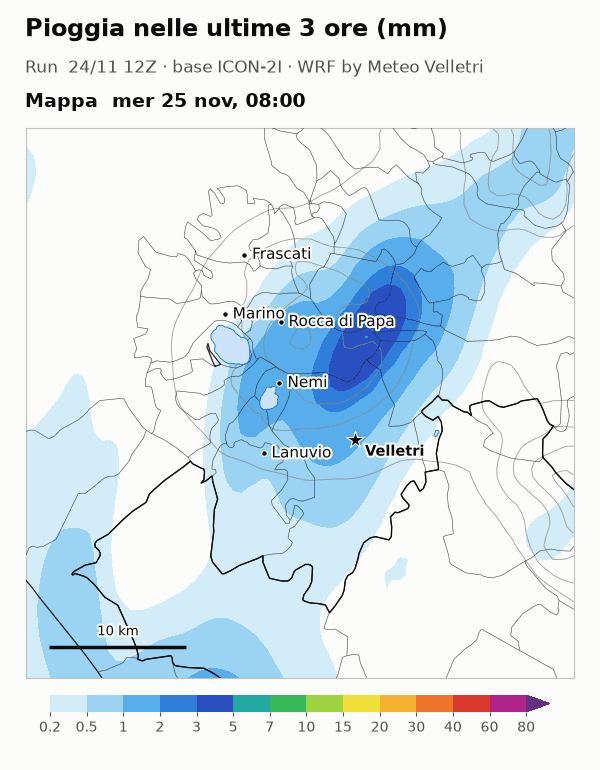 Pioggia nelle ultime 3 ore (mm)
Run  24/11 12Z · base ICON-2I · WRF by Meteo Velletri
Mappa  mer 25 nov, 08:00
Frascati
Marino
Rocca di Papa
Nemi
Velletri
Lanuvio
10 km
0.2 0.5 1 2 3 5 7 10 15 20 30 40 60 80